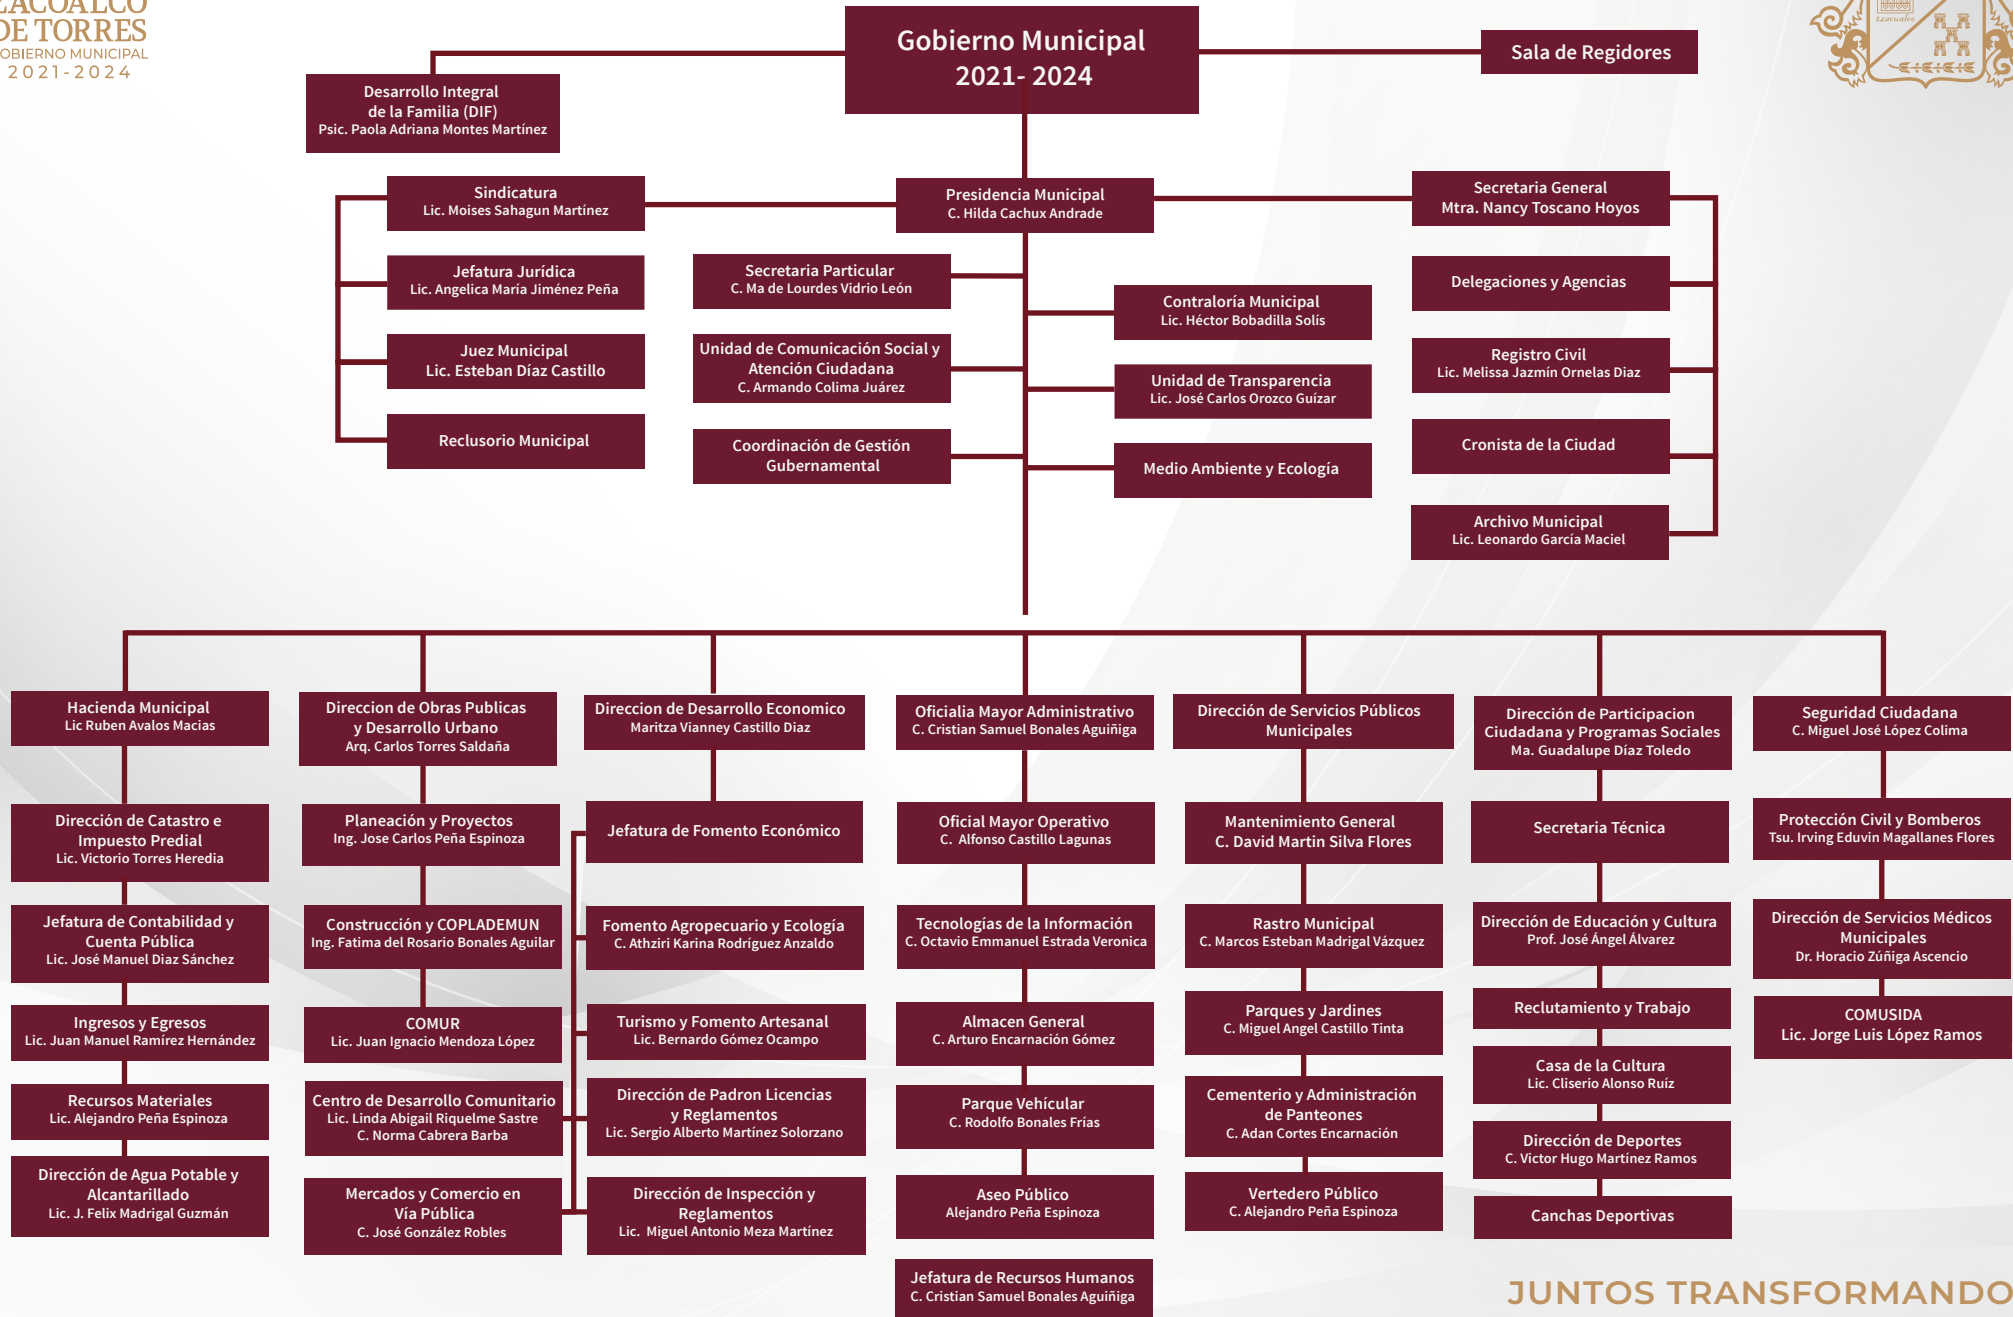 ZACOALCO
DE TORRES
GOBIERNO MUNICIPAL
2021-2024
Gobierno Municipal
2021- 2024
Sala de Regidores
Tzacualco
Desarrollo Integral
de la Familia (DIF)
Psic. Paola Adriana Montes Martínez
Sindicatura
Lic. Moises Sahagun Martínez
Presidencia Municipal
C. Hilda Cachux Andrade
Secretaria General
Mtra. Nancy Toscano Hoyos
Jefatura Jurídica
Lic. Angelica María Jiménez Peña
Juez Municipal
Lic. Esteban Díaz Castillo
Reclusorio Municipal
Secretaria Particular
C. Ma de Lourdes Vidrio León
Unidad de Comunicación Social y
Atención Ciudadana
C. Armando Colima Juárez
Coordinación de Gestión
Gubernamental
Contraloría Municipal
Lic. Héctor Bobadilla Solís
Unidad de Transparencia
Lic. José Carlos Orozco Guízar
Medio Ambiente y Ecología
Delegaciones y Agencias
Registro Civil
Lic. Melissa Jazmín Ornelas Diaz
Cronista de la Ciudad
Archivo Municipal
Lic. Leonardo García Maciel
Hacienda Municipal
Lic Ruben Avalos Macias
Dirección de Catastro e
Impuesto Predial
Lic. Victorio Torres Heredia
Jefatura de Contabilidad y
Cuenta Pública
Lic. José Manuel Diaz Sánchez
Ingresos y Egresos
Lic. Juan Manuel Ramírez Hernández
Recursos Materiales
Lic. Alejandro Peña Espinoza
Dirección de Agua Potable y
Alcantarillado
Lic. J. Felix Madrigal Guzmán
Direccion de Obras Publicas
y Desarrollo Urbano
Arq. Carlos Torres Saldaña
Planeación y Proyectos
Ing. Jose Carlos Peña Espinoza
Construcción y COPLADEMUN
Ing. Fatima del Rosario Bonales Aguilar
COMUR
Lic. Juan Ignacio Mendoza López
Centro de Desarrollo Comunitario
Lic. Linda Abigail Riquelme Sastre
C. Norma Cabrera Barba
Mercados y Comercio en
Vía Pública
C. José González Robles
Direccion de Desarrollo Economico
Maritza Vianney Castillo Diaz
Jefatura de Fomento Económico
Fomento Agropecuario y Ecología
C. Athziri Karina Rodríguez Anzaldo
Turismo y Fomento Artesanal
Lic. Bernardo Gómez Ocampo
Dirección de Padron Licencias
y Reglamentos
Lic. Sergio Alberto Martínez Solorzano
Dirección de Inspección y
Reglamentos
Lic. Miguel Antonio Meza Martínez
Oficialia Mayor Administrativo
C. Cristian Samuel Bonales Aguiñiga
Oficial Mayor Operativo
C. Alfonso Castillo Lagunas
Tecnologías de la Información
C. Octavio Emmanuel Estrada Veronica
Almacen General
C. Arturo Encarnación Gómez
Parque Vehícular
C. Rodolfo Bonales Frías
Aseo Público
Alejandro Peña Espinoza
Jefatura de Recursos Humanos
C. Cristian Samuel Bonales Aguiñiga
Dirección de Servicios Públicos
Municipales
Mantenimiento General
C. David Martin Silva Flores
Rastro Municipal
C. Marcos Esteban Madrigal Vázquez
Parques y Jardines
C. Miguel Angel Castillo Tinta
Cementerio y Administración
de Panteones
C. Adan Cortes Encarnación
Vertedero Público
C. Alejandro Peña Espinoza
Dirección de Participacion
Ciudadana y Programas Sociales
Ma. Guadalupe Díaz Toledo
Secretaria Técnica
Dirección de Educación y Cultura
Prof. José Ángel Álvarez
Reclutamiento y Trabajo
Casa de la Cultura
Lic. Cliserio Alonso Ruíz
Dirección de Deportes
C. Victor Hugo Martínez Ramos
Canchas Deportivas
Seguridad Ciudadana
C. Miguel José López Colima
Protección Civil y Bomberos
Tsu. Irving Eduvin Magallanes Flores
Dirección de Servicios Médicos
Municipales
Dr. Horacio Zúñiga Ascencio
COMUSIDA
Lic. Jorge Luis López Ramos
JUNTOS TRANSFORMANDO